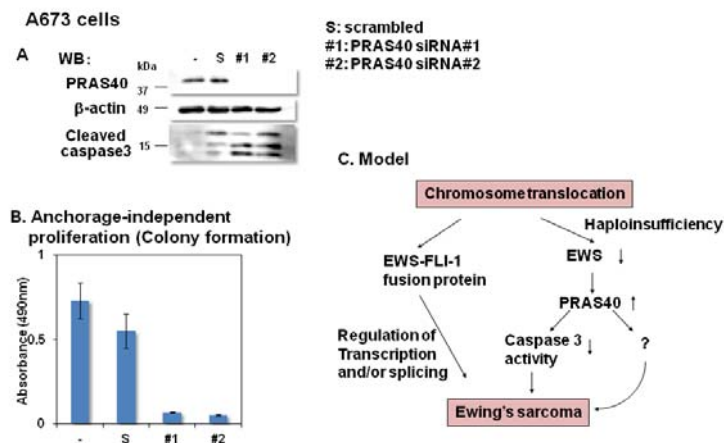 A673 cells
S: scrambled
#1: PRAS40 siRNA#1
#2: PRAS40 siRNA#2
A
WB:
kDa
- S #1 #2
PRAS40
37
β-actin
49
Cleaved
caspase3
15
B. Anchorage-independent
proliferation (Colony formation)
Absorbance (490nm)
1
0.5
0
- S #1 #2
C. Model
Chromosome translocation
Haploinsufficiency
EWS-FLI-1
fusion protein
EWS ↓
PRAS40 ↑
Regulation of
Transcription
and/or splicing
Caspase 3
activity ↓
?
Ewing's sarcoma